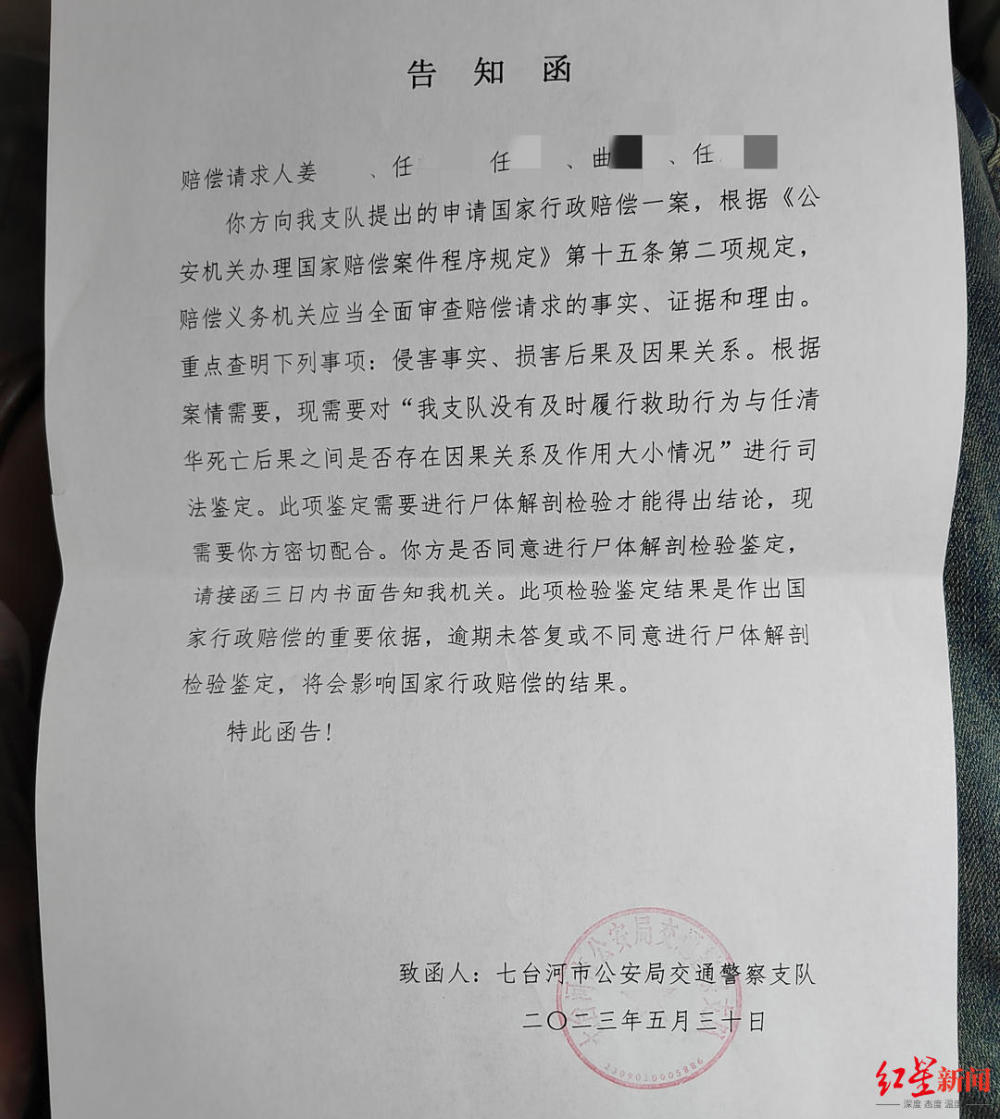 告知函
赔偿请求人姜 、任 任 、曲 、任
你方向我支队提出的申请国家行政赔偿一案，根据《公
安机关办理国家赔偿案件程序规定》第十五条第二项规定，
赔偿义务机关应当全面审查赔偿请求的事实、证据和理由。
重点查明下列事项：侵害事实、损害后果及因果关系。根据
案情需要，现需要对“我支队没有及时履行救助行为与任清
华死亡后果之间是否存在因果关系及作用大小情况”进行司
法鉴定。此项鉴定需要进行尸体解剖检验才能得出结论，现
需要你方密切配合。你方是否同意进行尸体解剖检验鉴定，
请接函三日内书面告知我机关。此项检验鉴定结果是作出国
家行政赔偿的重要依据，逾期未答复或不同意进行尸体解剖
检验鉴定，将会影响国家行政赔偿的结果。
特此函告！
致函人：七台河市公安局交通警察支队
二〇二三年五月三十日
2309010005886
红星新闻
深度 态度 温度